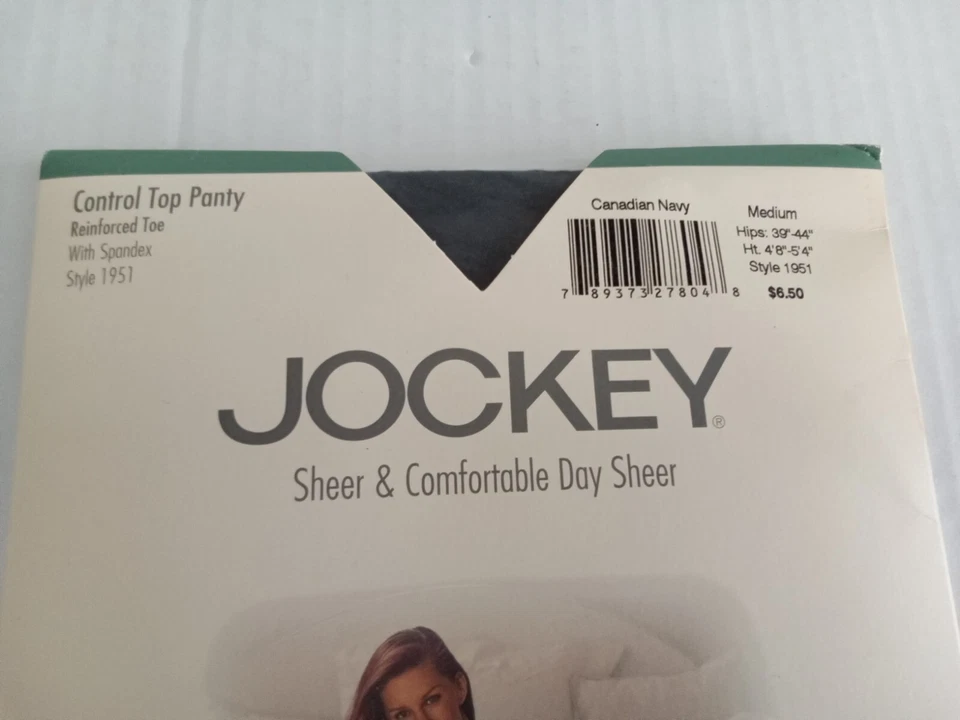 Control Top Panty
Reinforced Toe
With Spandex
Style 1951
Canadian Navy
7 89373 27804 8
Medium
Hips: 39"-44"
Ht. 4'8"-5'4"
Style 1951
$6.50
JOCKEY®
Sheer & Comfortable Day Sheer